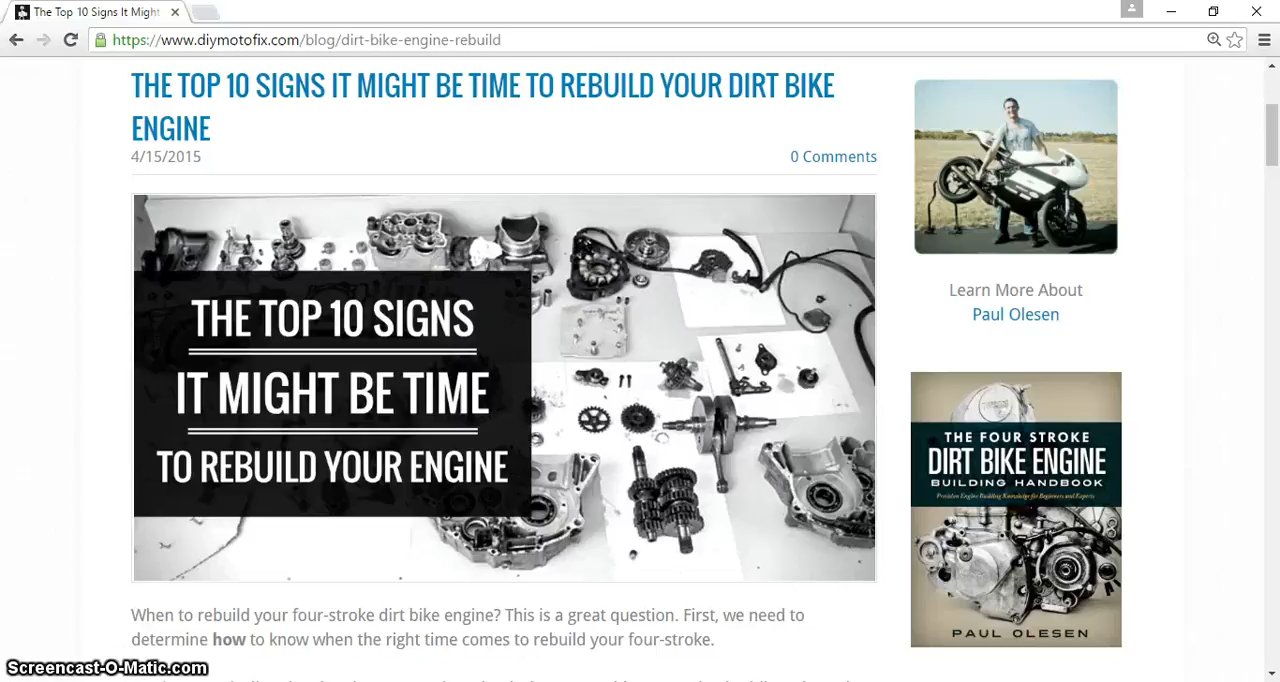 The Top 10 Signs It Might
https://www.diymotofix.com/blog/dirt-bike-engine-rebuild
THE TOP 10 SIGNS IT MIGHT BE TIME TO REBUILD YOUR DIRT BIKE
ENGINE
4/15/2015
0 Comments
THE TOP 10 SIGNS
IT MIGHT BE TIME
TO REBUILD YOUR ENGINE
When to rebuild your four-stroke dirt bike engine? This is a great question. First, we need to
determine how to know when the right time comes to rebuild your four-stroke.
Learn More About
Paul Olesen
THE FOUR STROKE
DIRT BIKE ENGINE
BUILDING HANDBOOK
Precision Engine Building Knowledge for Beginners and Experts
PAUL OLESEN
Screencast-O-Matic.com